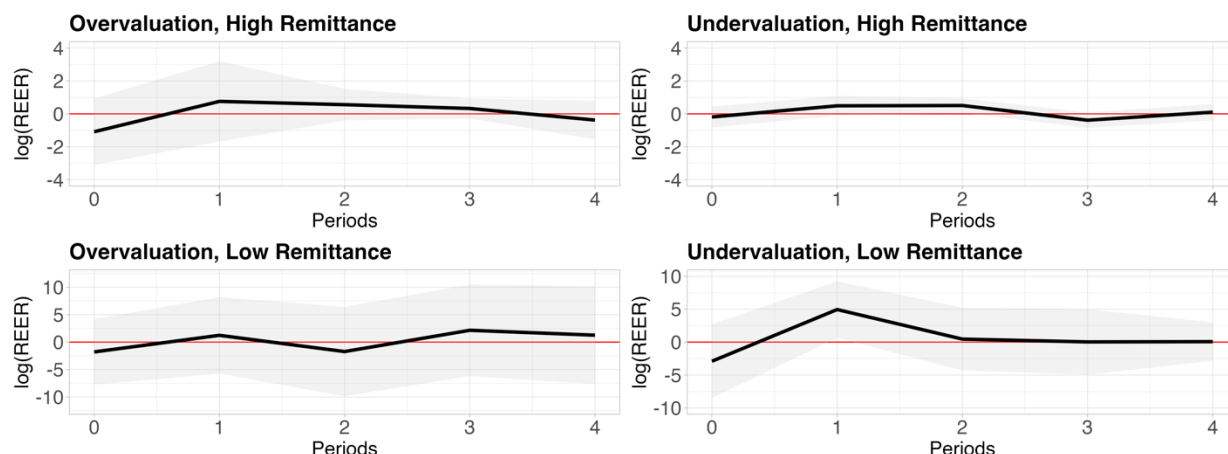 Overvaluation, High Remittance
log(REER)
4
2
0
-2
-4
0 1 2 3 4
Periods
Undervaluation, High Remittance
log(REER)
4
2
0
-2
-4
0 1 2 3 4
Periods
Overvaluation, Low Remittance
log(REER)
10
5
0
-5
-10
0 1 2 3 4
Periods
Undervaluation, Low Remittance
log(REER)
10
5
0
-5
-10
0 1 2 3 4
Periods